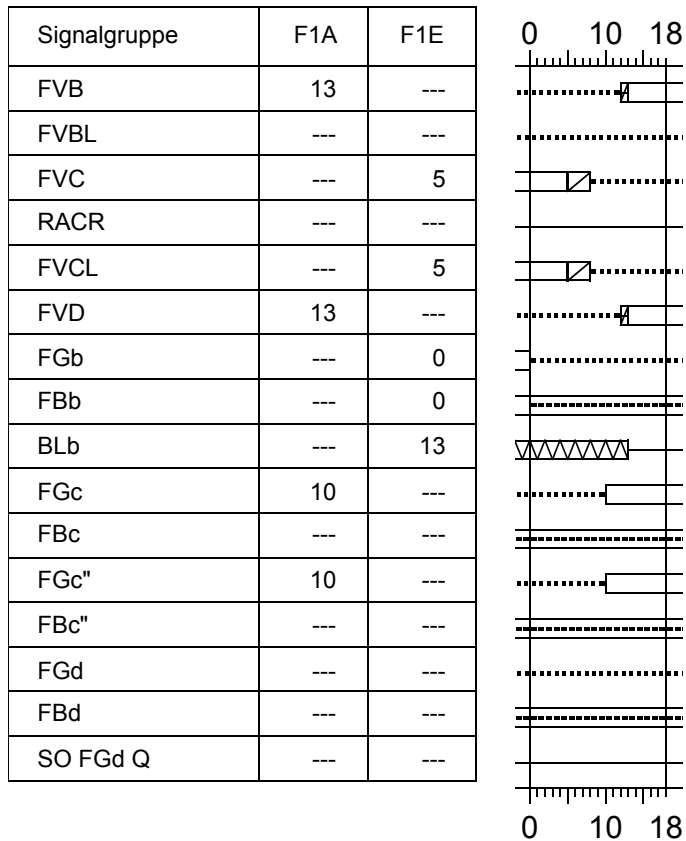 Signalgruppe F1A F1E 0 10 18
FVB 13 ---
FVBL --- ---
FVC --- 5
RACR --- ---
FVCL --- 5
FVD 13 ---
FGb --- 0
FBb --- 0
BLb --- 13
FGc 10 ---
FBc --- ---
FGc" 10 ---
FBc" --- ---
FGd --- ---
FBd --- ---
SO FGd Q --- ---
0 10 18